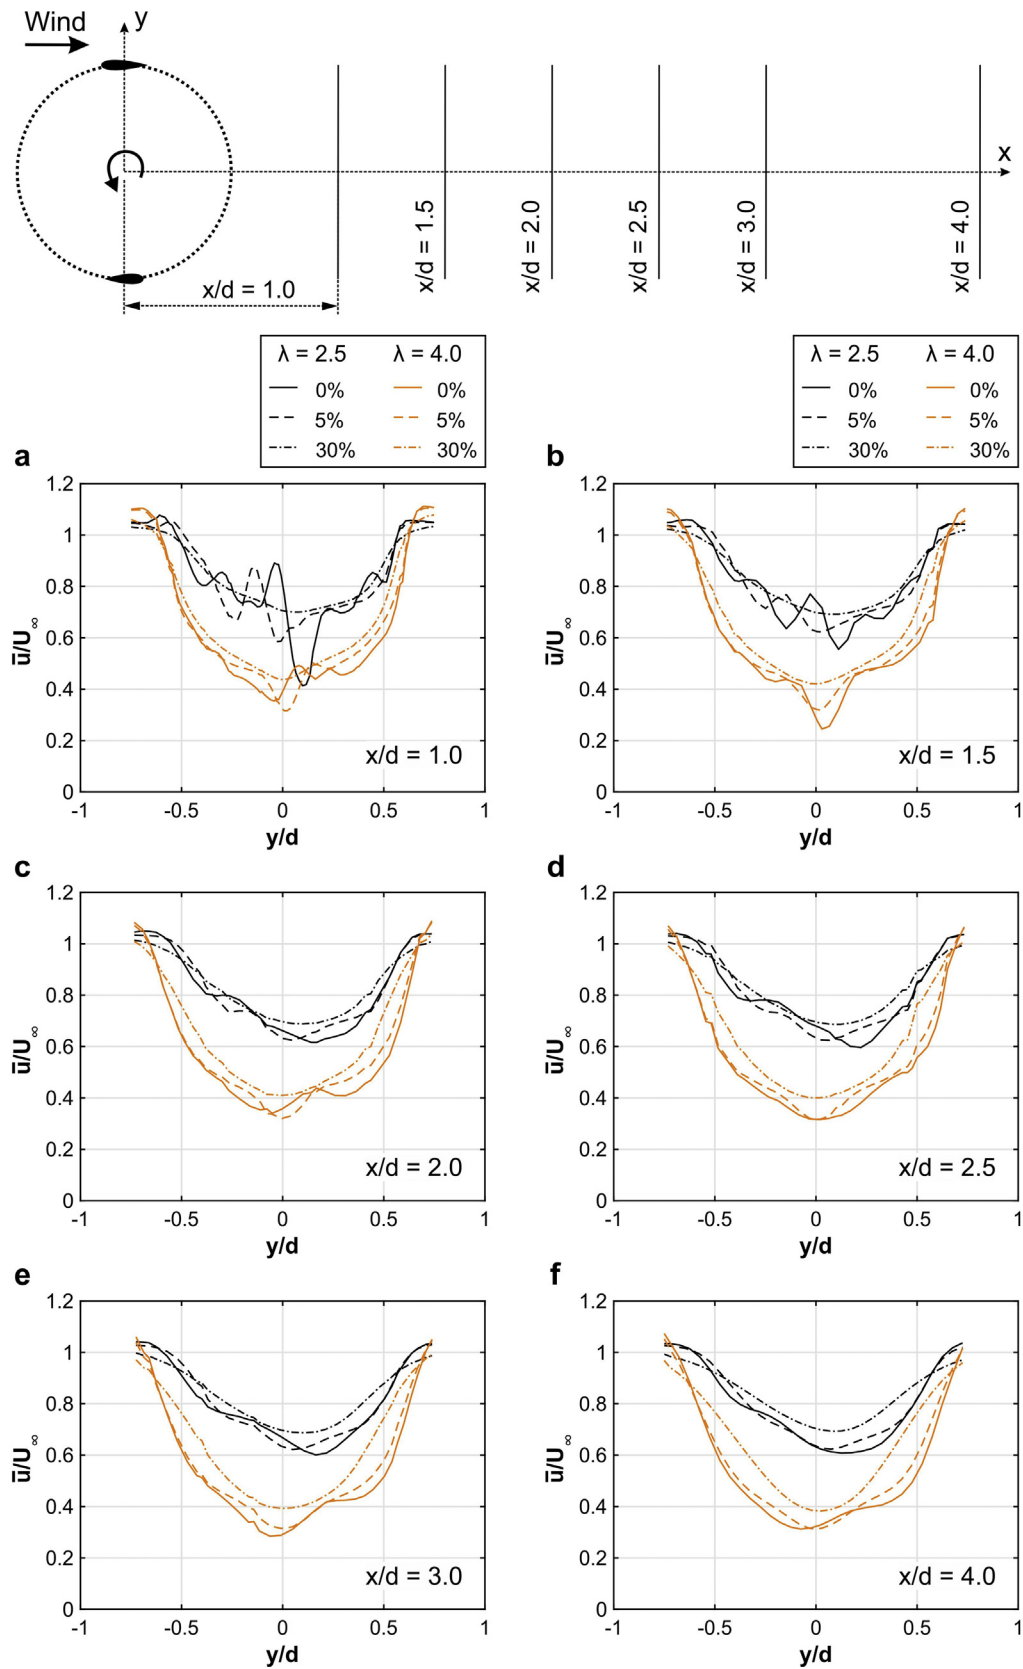 Wind
y
x
x/d = 1.0
x/d = 1.5
x/d = 2.0
x/d = 2.5
x/d = 3.0
x/d = 4.0
λ = 2.5 λ = 4.0
0% 0%
5% 5%
30% 30%
λ = 2.5 λ = 4.0
0% 0%
5% 5%
30% 30%
a
1.2
1
0.8
0.6
0.4
0.2
0
u̅/U∞
x/d = 1.0
-1 -0.5 0 0.5 1
y/d
b
1.2
1
0.8
0.6
0.4
0.2
0
u̅/U∞
x/d = 1.5
-1 -0.5 0 0.5 1
y/d
c
1.2
1
0.8
0.6
0.4
0.2
0
u̅/U∞
x/d = 2.0
-1 -0.5 0 0.5 1
y/d
d
1.2
1
0.8
0.6
0.4
0.2
0
u̅/U∞
x/d = 2.5
-1 -0.5 0 0.5 1
y/d
e
1.2
1
0.8
0.6
0.4
0.2
0
u̅/U∞
x/d = 3.0
-1 -0.5 0 0.5 1
y/d
f
1.2
1
0.8
0.6
0.4
0.2
0
u̅/U∞
x/d = 4.0
-1 -0.5 0 0.5 1
y/d